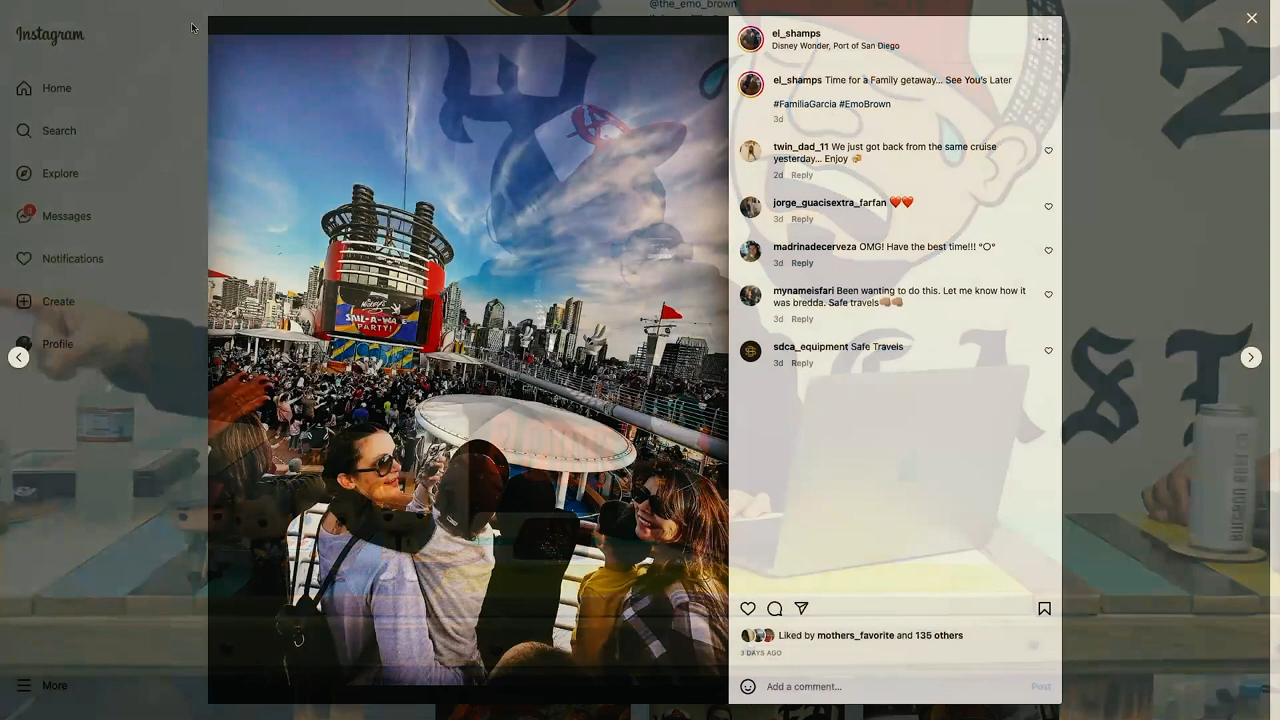 @the_emo_brown
Instagram
Home
Search
Explore
Messages
Notifications
Create
Profile
More
MICKEY'S
SAIL-A-WAVE
PARTY!
el_shamps
Disney Wonder, Port of San Diego
el_shamps Time for a Family getaway... See You's Later
#FamiliaGarcia #EmoBrown
3d
twin_dad_11 We just got back from the same cruise
yesterday... Enjoy 🤌
2d Reply
jorge_guacisextra_farfan ❤️❤️
3d Reply
madrinadecerveza OMG! Have the best time!!! °O°
3d Reply
mynameisfari Been wanting to do this. Let me know how it
was bredda. Safe travels👊🏽👊🏽
3d Reply
sdca_equipment Safe Travels
3d Reply
Liked by mothers_favorite and 135 others
3 DAYS AGO
Add a comment...
Post